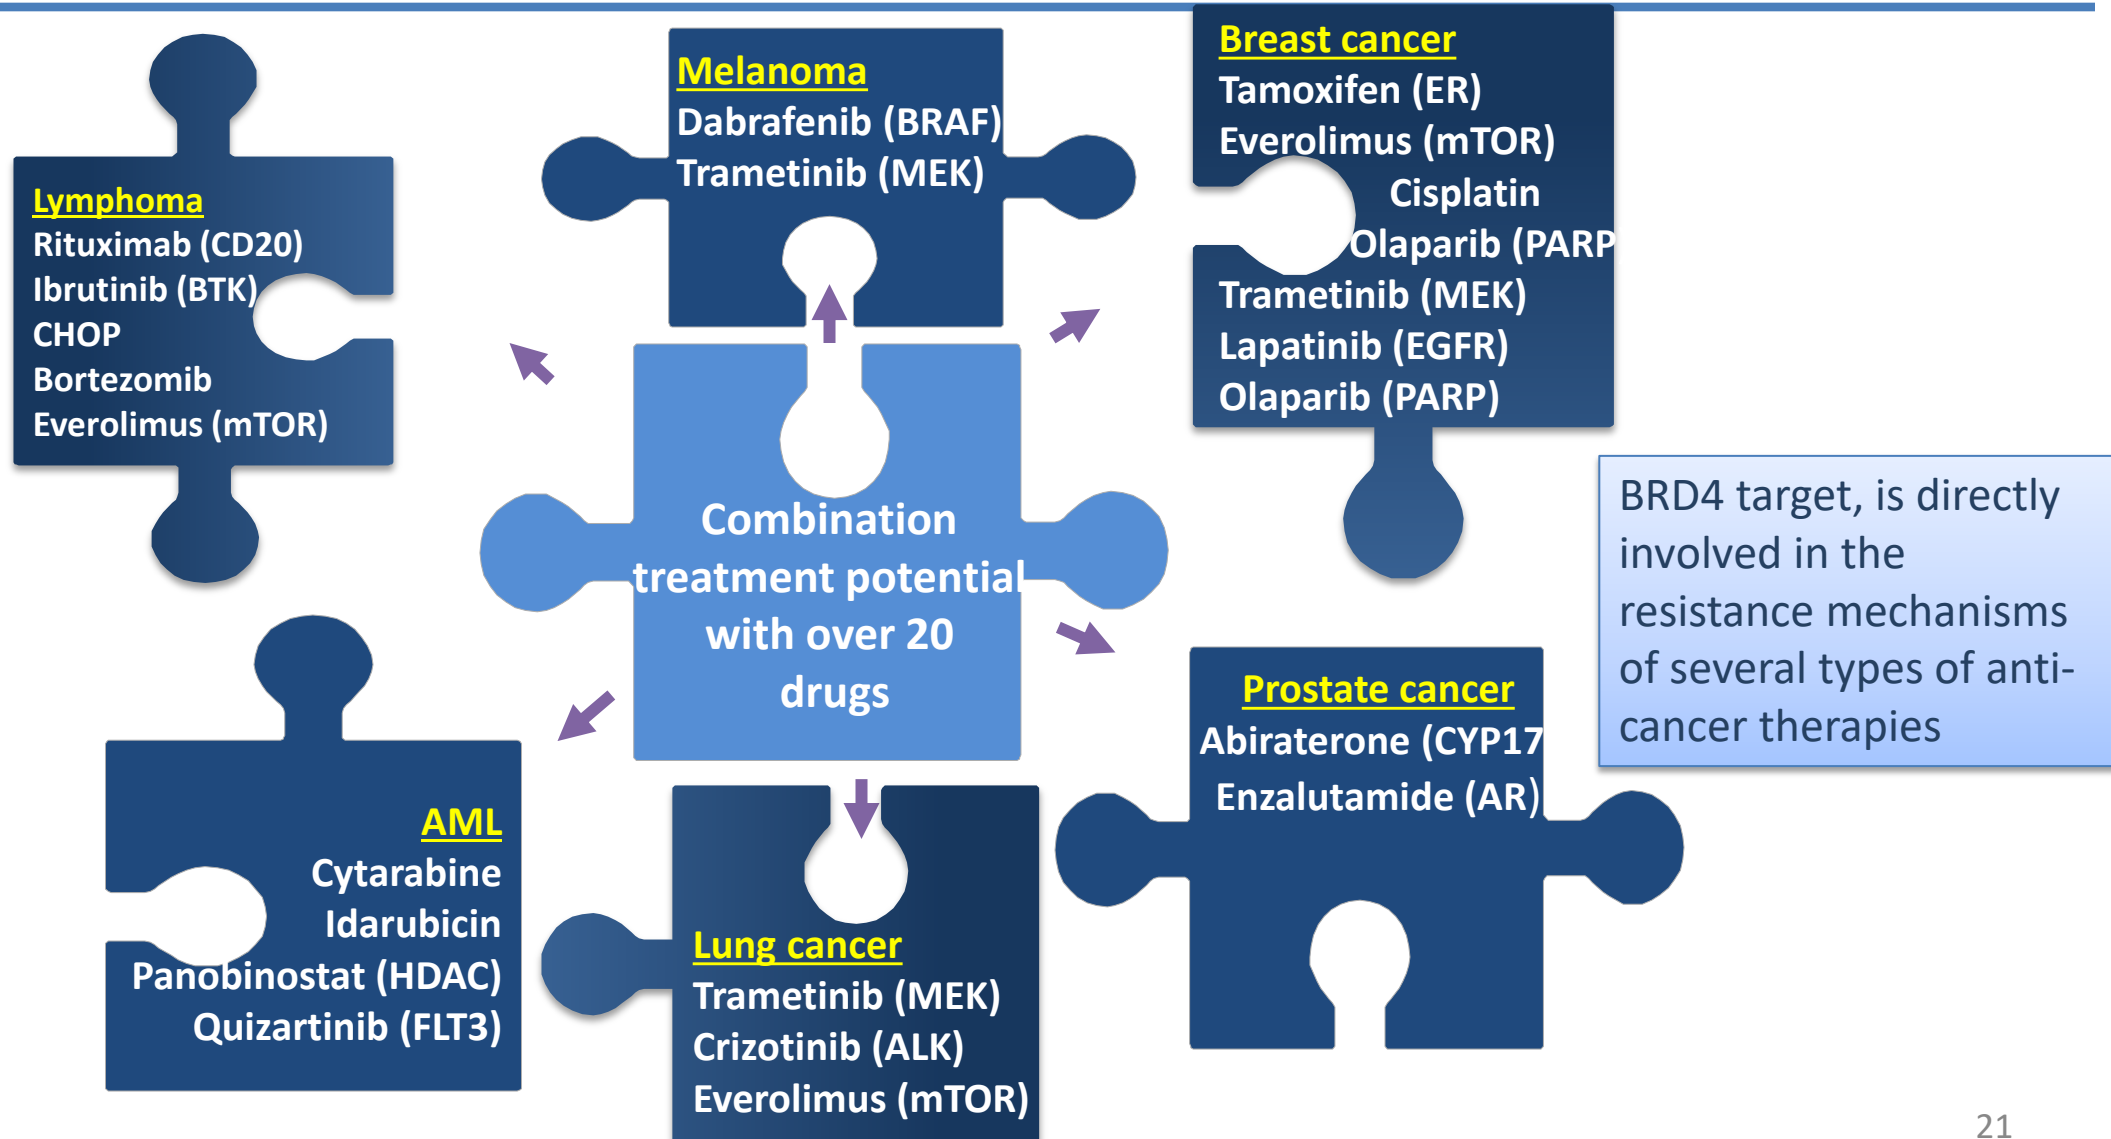 Lymphoma
Rituximab (CD20)
Ibrutinib (BTK)
CHOP
Bortezomib
Everolimus (mTOR)
Melanoma
Dabrafenib (BRAF)
Trametinib (MEK)
Breast cancer
Tamoxifen (ER)
Everolimus (mTOR)
Cisplatin
Olaparib (PARP
Trametinib (MEK)
Lapatinib (EGFR)
Olaparib (PARP)
Combination
treatment potential
with over 20
drugs
BRD4 target, is directly
involved in the
resistance mechanisms
of several types of anti-
cancer therapies
AML
Cytarabine
Idarubicin
Panobinostat (HDAC)
Quizartinib (FLT3)
Lung cancer
Trametinib (MEK)
Crizotinib (ALK)
Everolimus (mTOR)
Prostate cancer
Abiraterone (CYP17
Enzalutamide (AR)
21